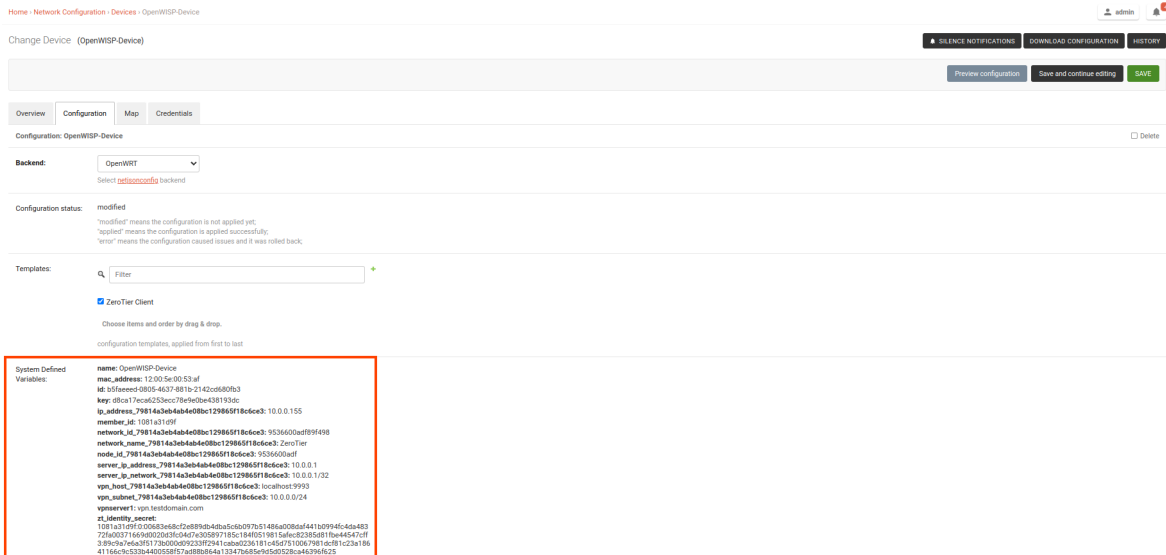 Home › Network Configuration › Devices › OpenWISP-Device
admin
Change Device (OpenWISP-Device)
SILENCE NOTIFICATIONS
DOWNLOAD CONFIGURATION
HISTORY
Preview configuration
Save and continue editing
SAVE
Overview
Configuration
Map
Credentials
Configuration: OpenWISP-Device
Delete
Backend:
OpenWRT
Select netjsonconfig backend
Configuration status:
modified
"modified" means the configuration is not applied yet;
"applied" means the configuration is applied successfully;
"error" means the configuration caused issues and it was rolled back;
Templates:
Filter
+
ZeroTier Client
Choose items and order by drag & drop.
configuration templates, applied from first to last
System Defined
Variables:
name: OpenWISP-Device
mac_address: 12:00:5e:00:53:af
id: b5faeeed-0805-4637-881b-2142cd680fb3
key: d8ca17eca6253ecc78e9e0be438193dc
ip_address_79814a3eb4ab4e08bc129865f18c6ce3: 10.0.0.155
member_id: 1081a31d9f
network_id_79814a3eb4ab4e08bc129865f18c6ce3: 9536600adf89f498
network_name_79814a3eb4ab4e08bc129865f18c6ce3: ZeroTier
node_id_79814a3eb4ab4e08bc129865f18c6ce3: 9536600adf
server_ip_address_79814a3eb4ab4e08bc129865f18c6ce3: 10.0.0.1
server_ip_network_79814a3eb4ab4e08bc129865f18c6ce3: 10.0.0.1/32
vpn_host_79814a3eb4ab4e08bc129865f18c6ce3: localhost:9993
vpn_subnet_79814a3eb4ab4e08bc129865f18c6ce3: 10.0.0.0/24
vpnserver1: vpn.testdomain.com
zt_identity_secret:
1081a31d9f:0:00683e68cf2e889db4dba5c6b097b51486a008daf441b0994fc4da483
72fa00371669d0020d3fc04d7e305897185c184f0519815afec82385d81fbe44547cff
3:89c9a7e6a3f5173b000d09233ff2941caba0236181c45d7510067981dcf81c23a186
41166c9c533b4400558f57ad88b864a13347b685e9d5d0528ca46396f625